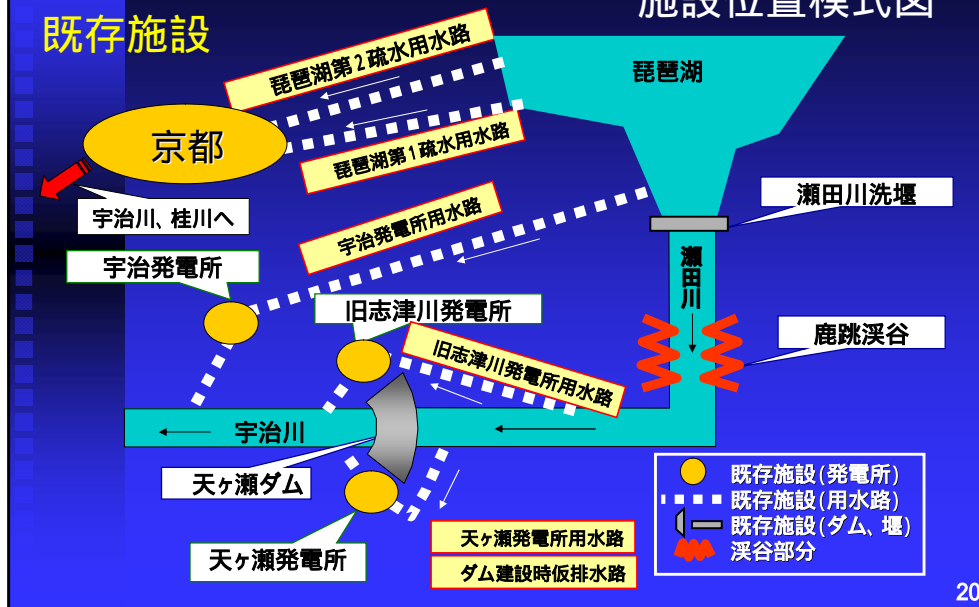 施設位置模式図
既存施設
琵琶湖第2疏水用水路
琵琶湖
京都
琵琶湖第1疏水用水路
宇治川、桂川へ
宇治発電所用水路
瀬田川洗堰
宇治発電所
瀬田川
旧志津川発電所
鹿跳渓谷
旧志津川発電所用水路
宇治川
天ヶ瀬ダム
天ヶ瀬発電所
天ヶ瀬発電所用水路
ダム建設時仮排水路
既存施設(発電所)
既存施設(用水路)
既存施設(ダム、堰)
渓谷部分
20